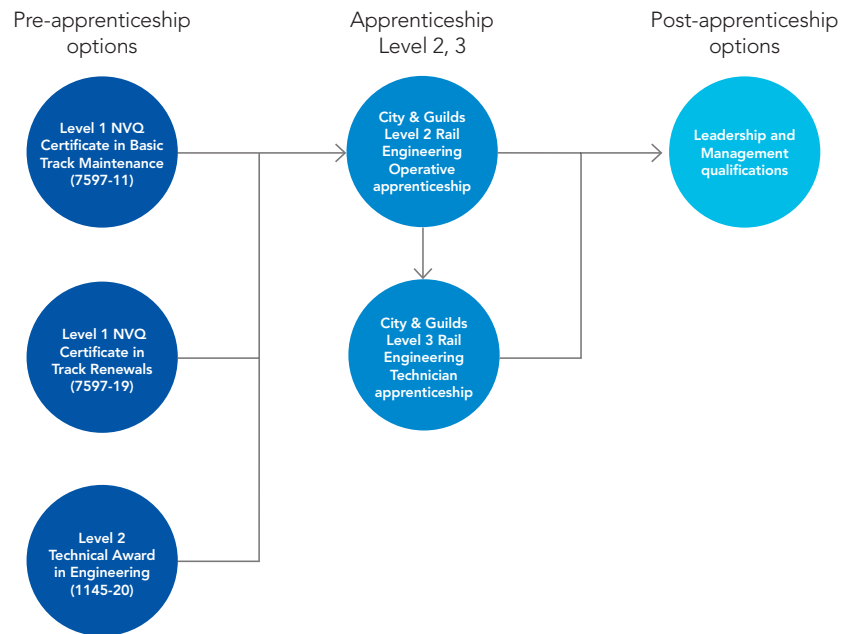 Pre-apprenticeship
options
Apprenticeship
Level 2, 3
Post-apprenticeship
options
Level 1 NVQ
Certificate in Basic
Track Maintenance
(7597-11)
City & Guilds
Level 2 Rail
Engineering
Operative
apprenticeship
Leadership and
Management
qualifications
Level 1 NVQ
Certificate in
Track Renewals
(7597-19)
City & Guilds
Level 3 Rail
Engineering
Technician
apprenticeship
Level 2
Technical Award
in Engineering
(1145-20)